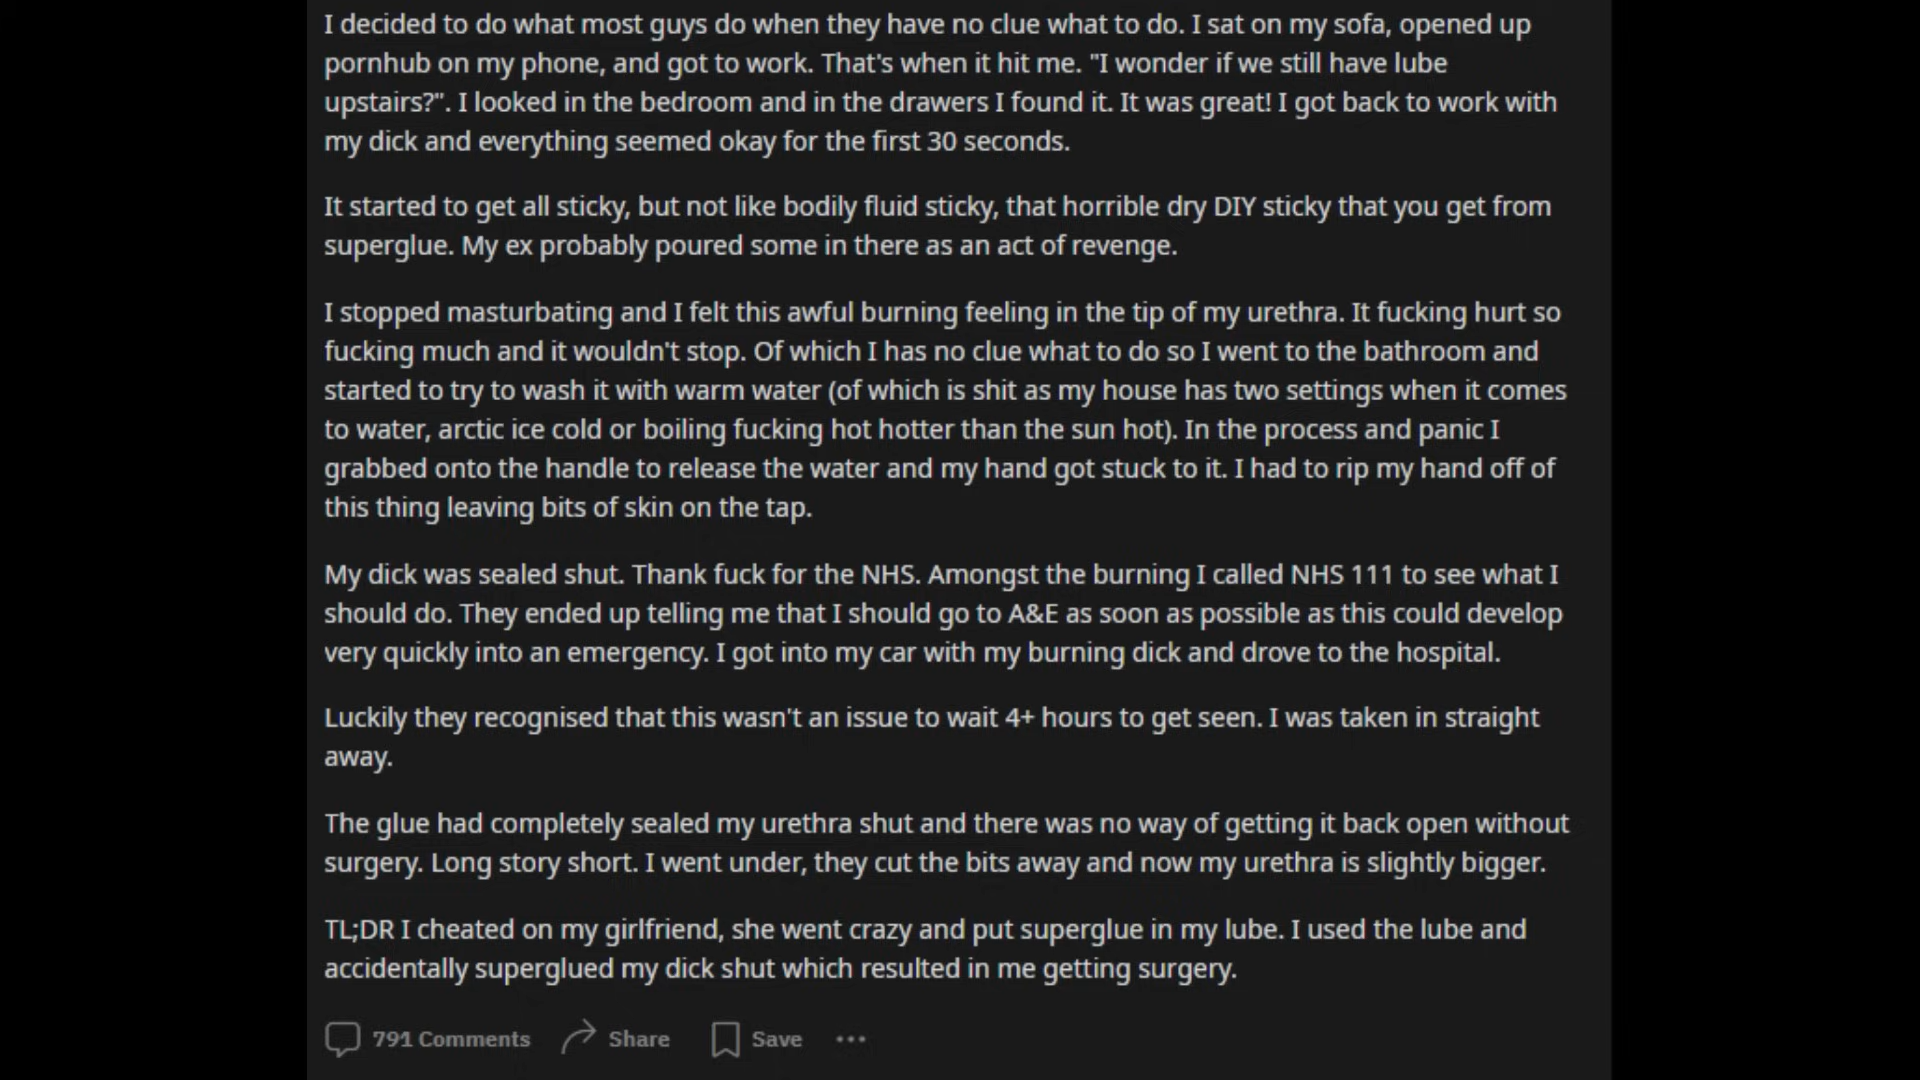 I decided to do what most guys do when they have no clue what to do. I sat on my sofa, opened up
pornhub on my phone, and got to work. That's when it hit me. "I wonder if we still have lube
upstairs?". I looked in the bedroom and in the drawers I found it. It was great! I got back to work with
my dick and everything seemed okay for the first 30 seconds.
It started to get all sticky, but not like bodily fluid sticky, that horrible dry DIY sticky that you get from
superglue. My ex probably poured some in there as an act of revenge.
I stopped masturbating and I felt this awful burning feeling in the tip of my urethra. It fucking hurt so
fucking much and it wouldn't stop. Of which I has no clue what to do so I went to the bathroom and
started to try to wash it with warm water (of which is shit as my house has two settings when it comes
to water, arctic ice cold or boiling fucking hot hotter than the sun hot). In the process and panic I
grabbed onto the handle to release the water and my hand got stuck to it. I had to rip my hand off of
this thing leaving bits of skin on the tap.
My dick was sealed shut. Thank fuck for the NHS. Amongst the burning I called NHS 111 to see what I
should do. They ended up telling me that I should go to A&E as soon as possible as this could develop
very quickly into an emergency. I got into my car with my burning dick and drove to the hospital.
Luckily they recognised that this wasn't an issue to wait 4+ hours to get seen. I was taken in straight
away.
The glue had completely sealed my urethra shut and there was no way of getting it back open without
surgery. Long story short. I went under, they cut the bits away and now my urethra is slightly bigger.
TL;DR I cheated on my girlfriend, she went crazy and put superglue in my lube. I used the lube and
accidentally superglued my dick shut which resulted in me getting surgery.
791 Comments Share Save ...